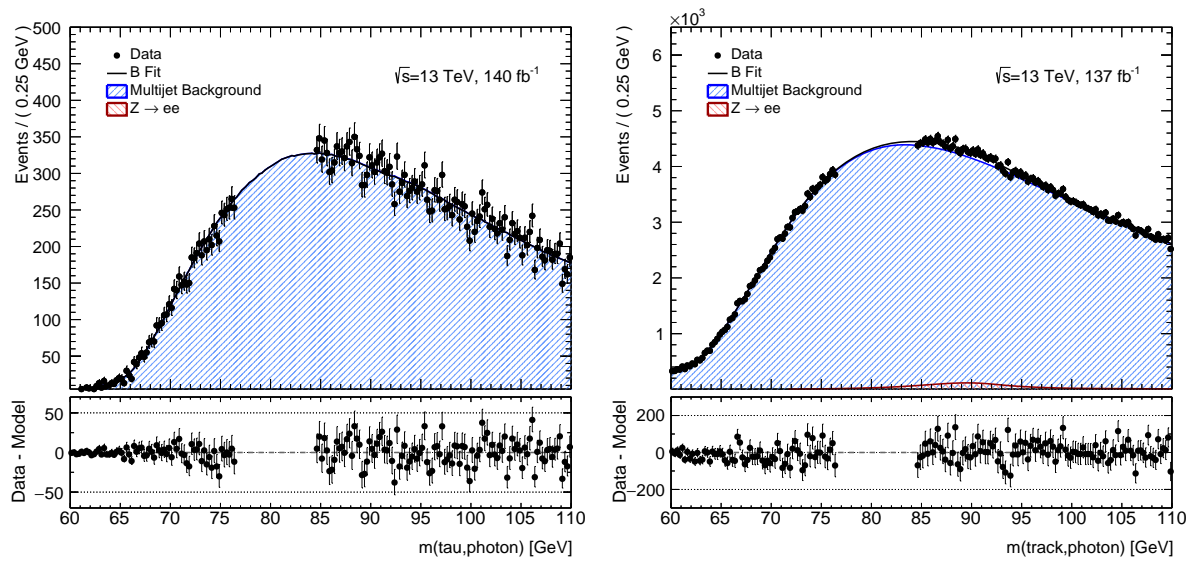 500
450
400
350
300
250
200
150
100
50
Events / ( 0.25 GeV )
Data
B Fit
Multijet Background
Z → ee
√s=13 TeV, 140 fb⁻¹
50
0
−50
Data - Model
60 65 70 75 80 85 90 95 100 105 110
m(tau,photon) [GeV]
×10³
6
5
4
3
2
1
Events / ( 0.25 GeV )
Data
B Fit
Multijet Background
Z → ee
√s=13 TeV, 137 fb⁻¹
200
0
−200
Data - Model
60 65 70 75 80 85 90 95 100 105 110
m(track,photon) [GeV]